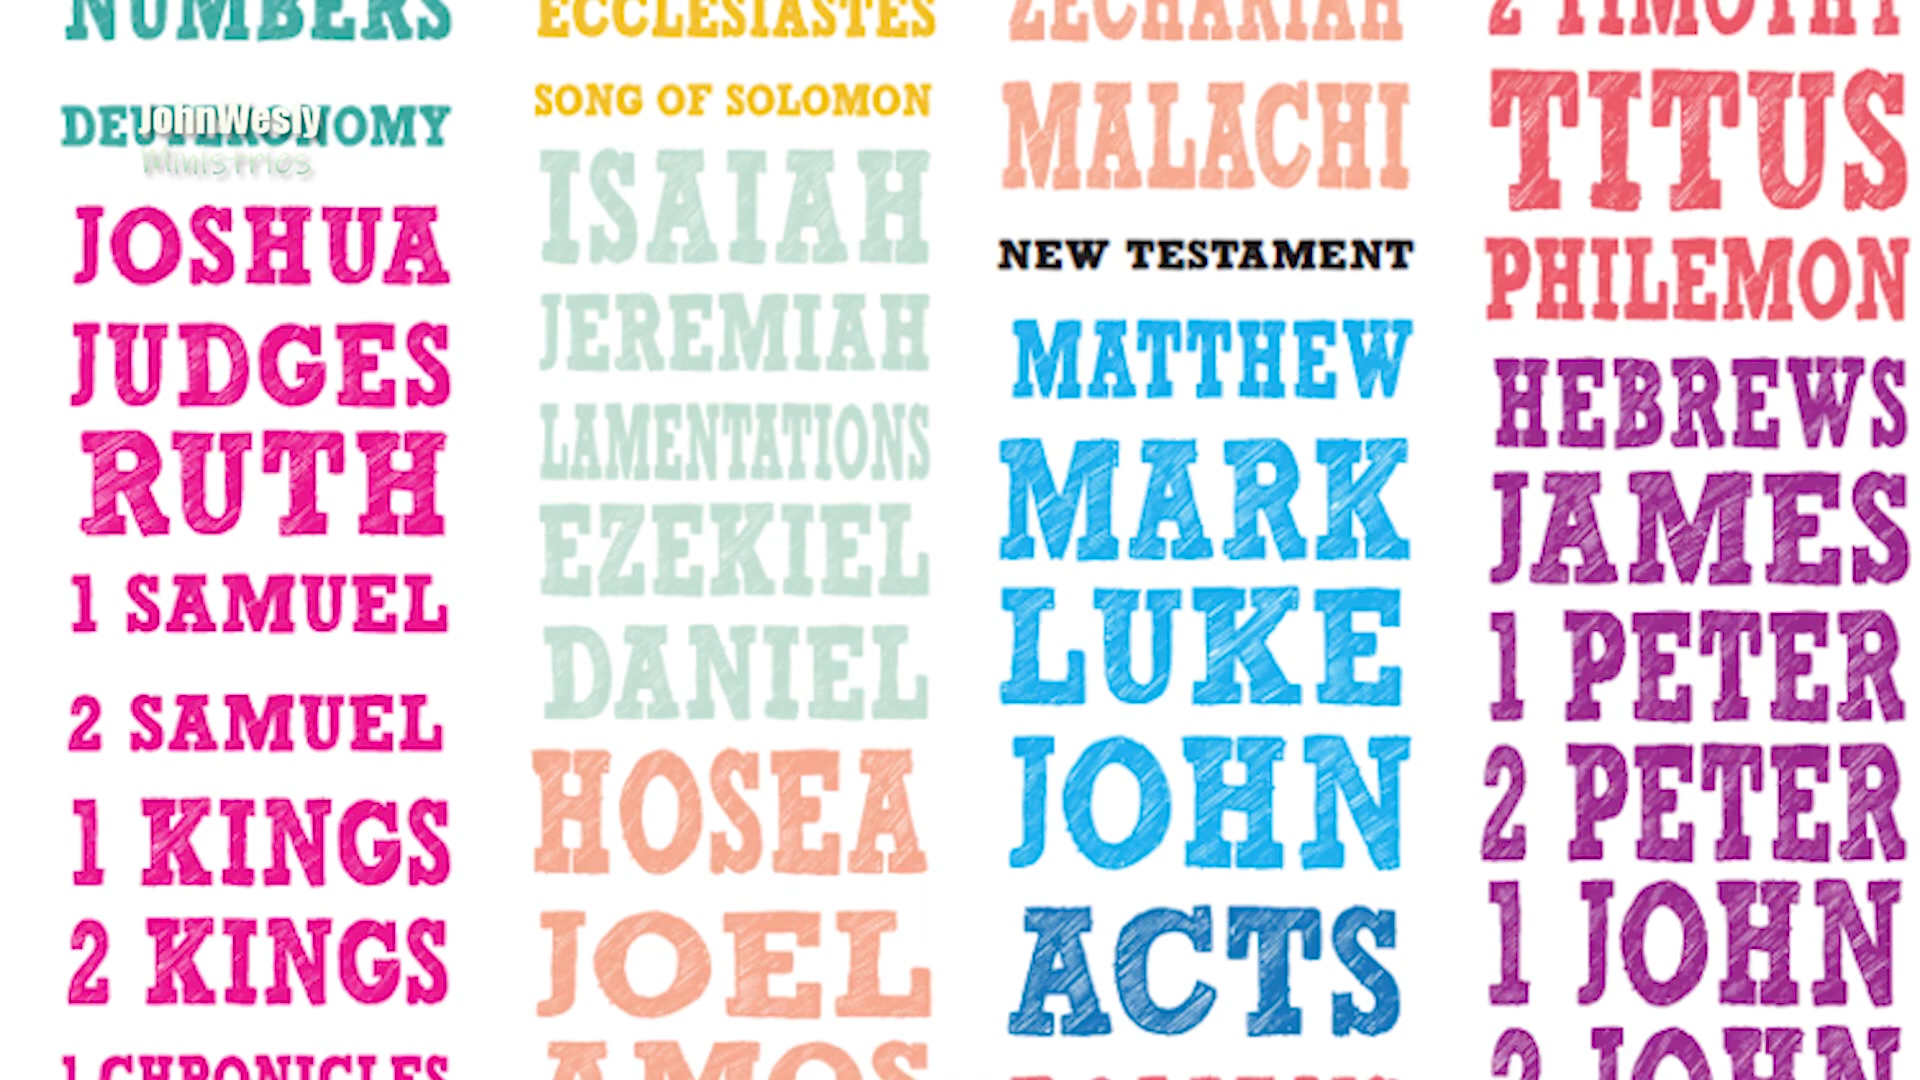 NUMBERS
DEUTERONOMY
JohnWesly
Ministries
JOSHUA
JUDGES
RUTH
1 SAMUEL
2 SAMUEL
1 KINGS
2 KINGS
1 CHRONICLES
ECCLESIASTES
SONG OF SOLOMON
ISAIAH
JEREMIAH
LAMENTATIONS
EZEKIEL
DANIEL
HOSEA
JOEL
AMOS
ZECHARIAH
MALACHI
NEW TESTAMENT
MATTHEW
MARK
LUKE
JOHN
ACTS
2 TIMOTHY
TITUS
PHILEMON
HEBREWS
JAMES
1 PETER
2 PETER
1 JOHN
2 JOHN